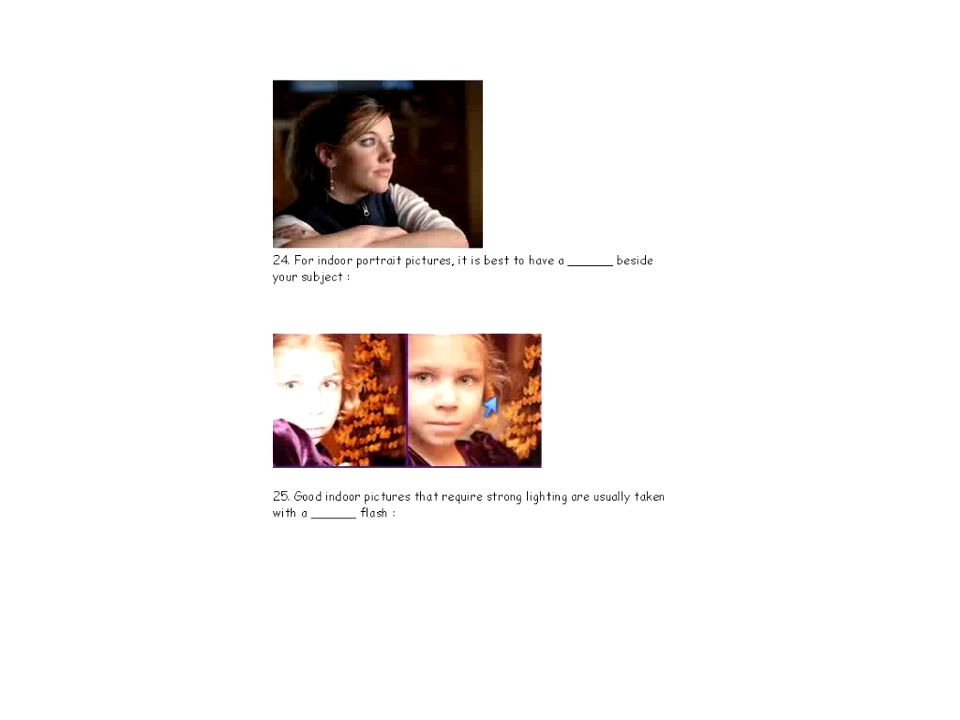 24. For indoor portrait pictures, it is best to have a ______ beside
your subject :
25. Good indoor pictures that require strong lighting are usually taken
with a ______ flash :